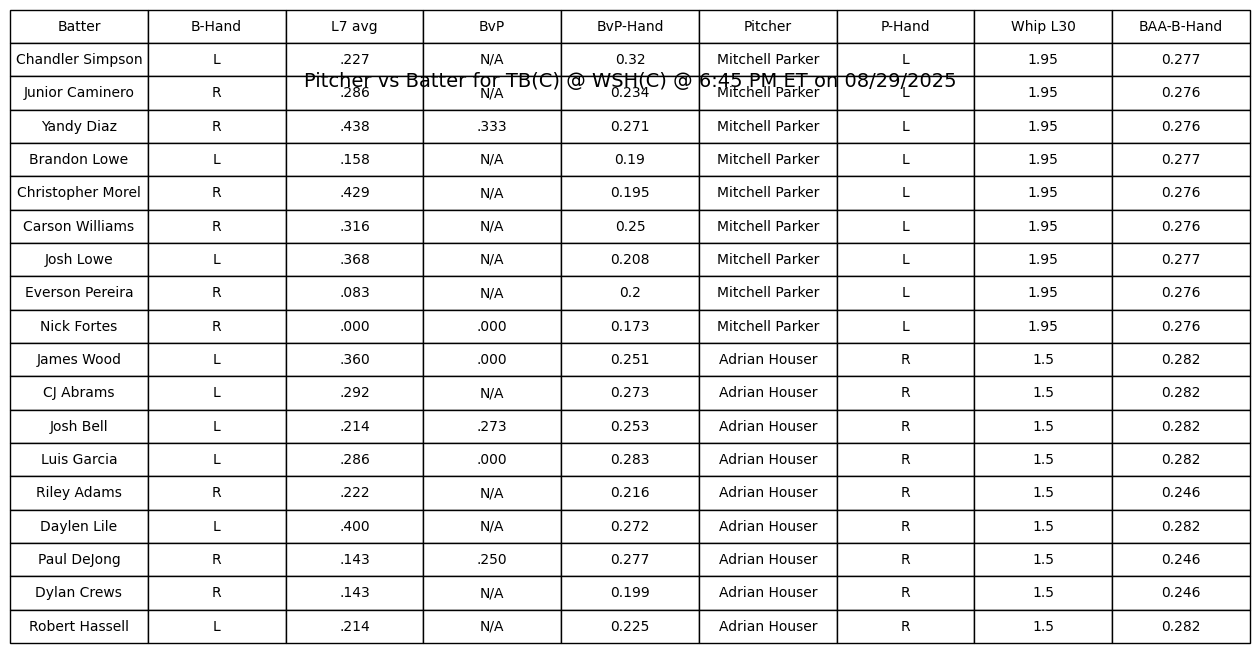 Batter B-Hand L7 avg BvP BvP-Hand Pitcher P-Hand Whip L30 BAA-B-Hand
Chandler Simpson L .227 N/A 0.32 Mitchell Parker L 1.95 0.277
Pitcher vs Batter for TB(C) @ WSH(C) @ 6:45 PM ET on 08/29/2025
Junior Caminero R .286 N/A 0.234 Mitchell Parker L 1.95 0.276
Yandy Diaz R .438 .333 0.271 Mitchell Parker L 1.95 0.276
Brandon Lowe L .158 N/A 0.19 Mitchell Parker L 1.95 0.277
Christopher Morel R .429 N/A 0.195 Mitchell Parker L 1.95 0.276
Carson Williams R .316 N/A 0.25 Mitchell Parker L 1.95 0.276
Josh Lowe L .368 N/A 0.208 Mitchell Parker L 1.95 0.277
Everson Pereira R .083 N/A 0.2 Mitchell Parker L 1.95 0.276
Nick Fortes R .000 .000 0.173 Mitchell Parker L 1.95 0.276
James Wood L .360 .000 0.251 Adrian Houser R 1.5 0.282
CJ Abrams L .292 N/A 0.273 Adrian Houser R 1.5 0.282
Josh Bell L .214 .273 0.253 Adrian Houser R 1.5 0.282
Luis Garcia L .286 .000 0.283 Adrian Houser R 1.5 0.282
Riley Adams R .222 N/A 0.216 Adrian Houser R 1.5 0.246
Daylen Lile L .400 N/A 0.272 Adrian Houser R 1.5 0.282
Paul DeJong R .143 .250 0.277 Adrian Houser R 1.5 0.246
Dylan Crews R .143 N/A 0.199 Adrian Houser R 1.5 0.246
Robert Hassell L .214 N/A 0.225 Adrian Houser R 1.5 0.282